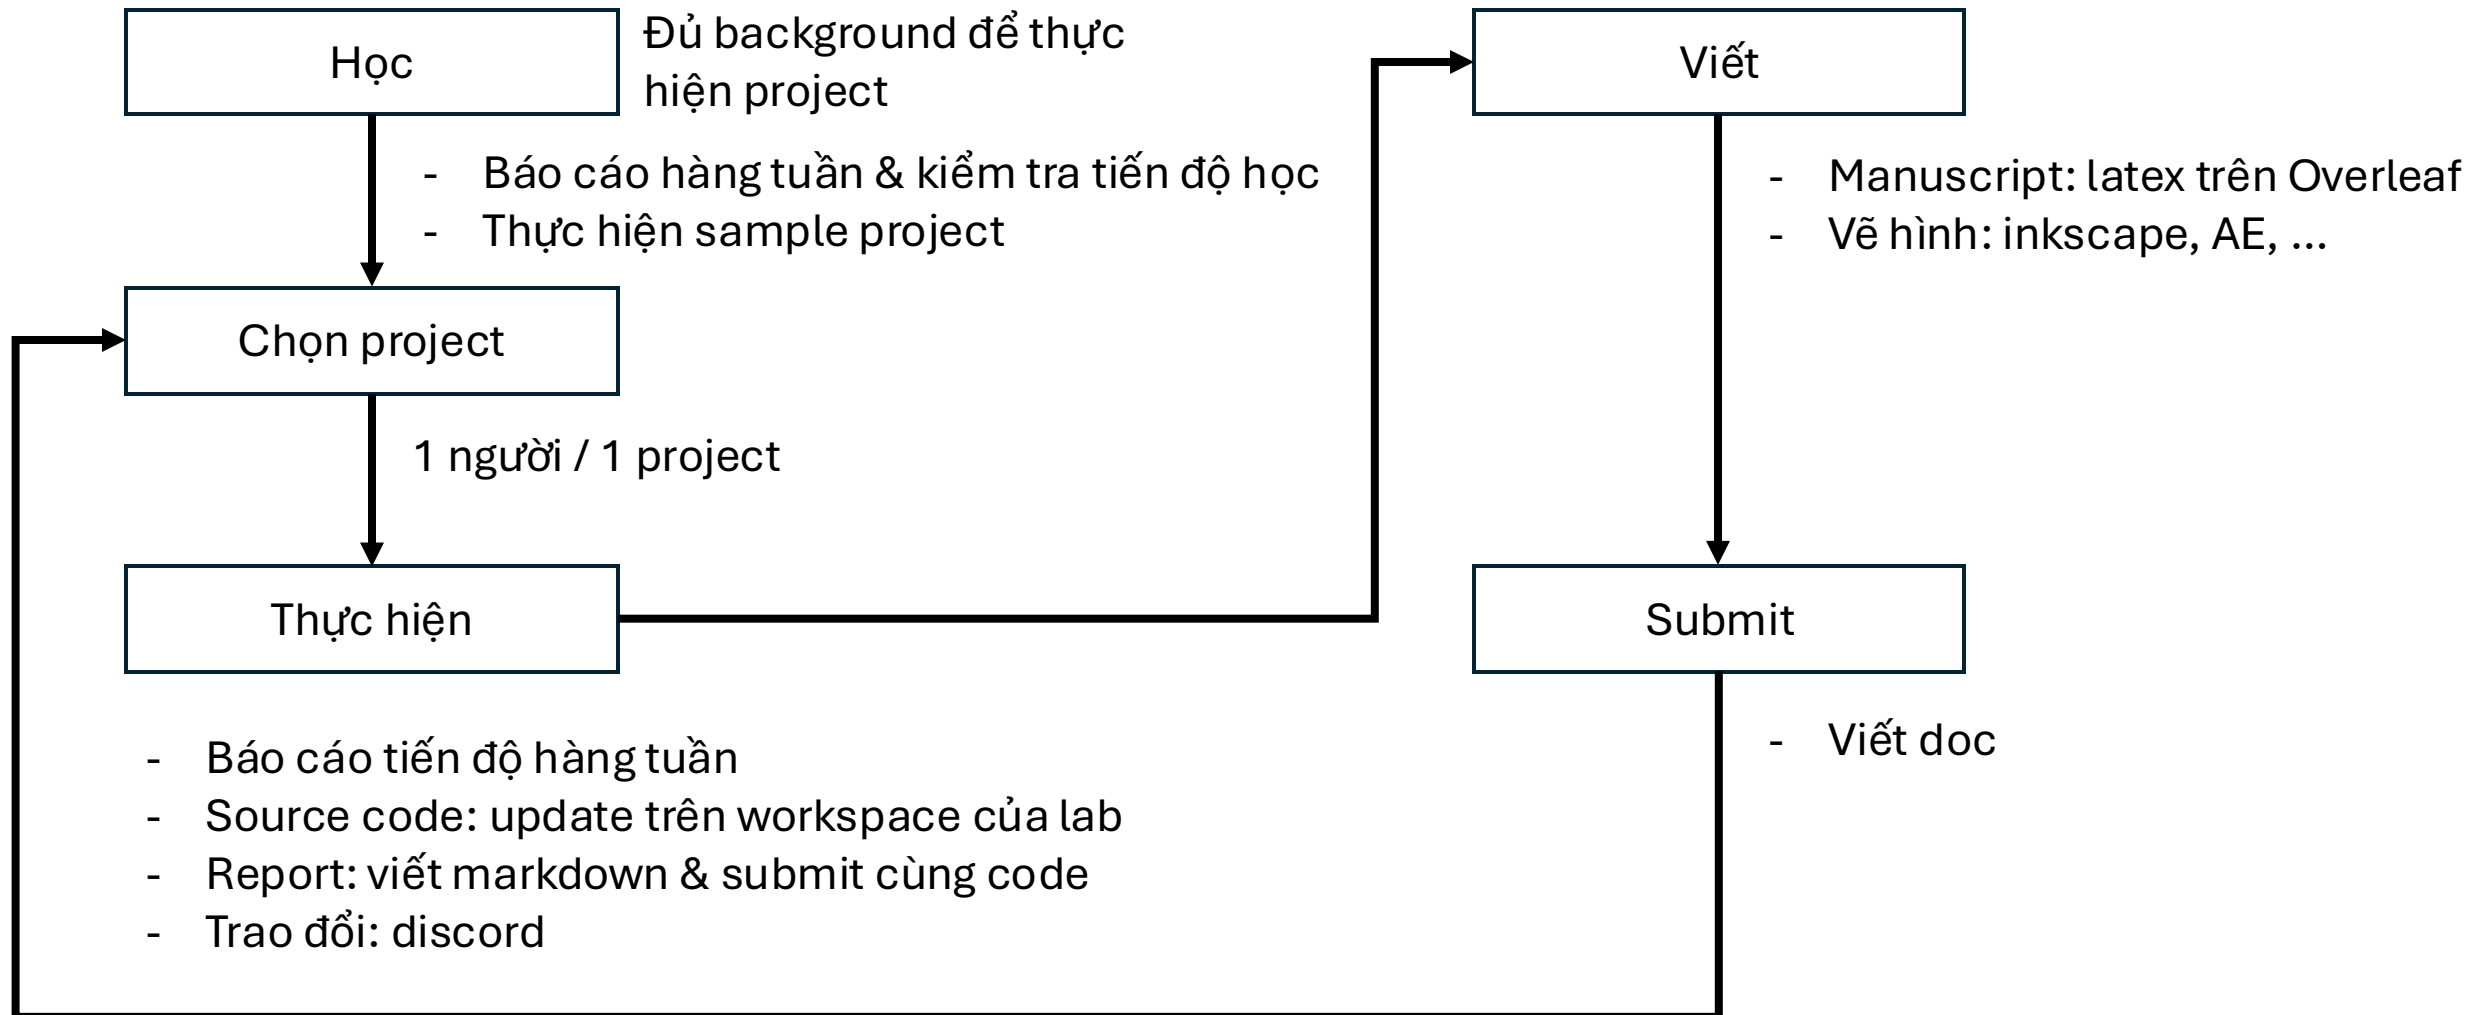 Học
Đủ background để thực
hiện project
- Báo cáo hàng tuần & kiểm tra tiến độ học
- Thực hiện sample project
Chọn project
1 người / 1 project
Thực hiện
- Báo cáo tiến độ hàng tuần
- Source code: update trên workspace của lab
- Report: viết markdown & submit cùng code
- Trao đổi: discord
Viết
- Manuscript: latex trên Overleaf
- Vẽ hình: inkscape, AE, ...
Submit
- Viết doc